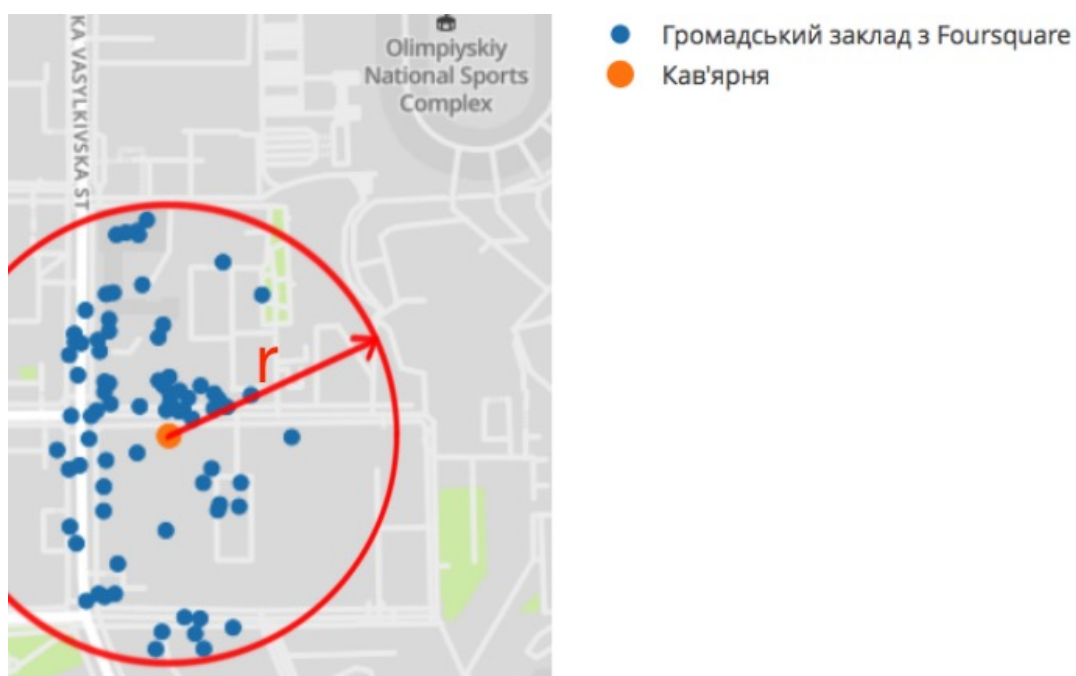 KA VASYLKIVSKA ST
Olimpiyskiy
National Sports
Complex
r
Громадський заклад з Foursquare
Кав'ярня